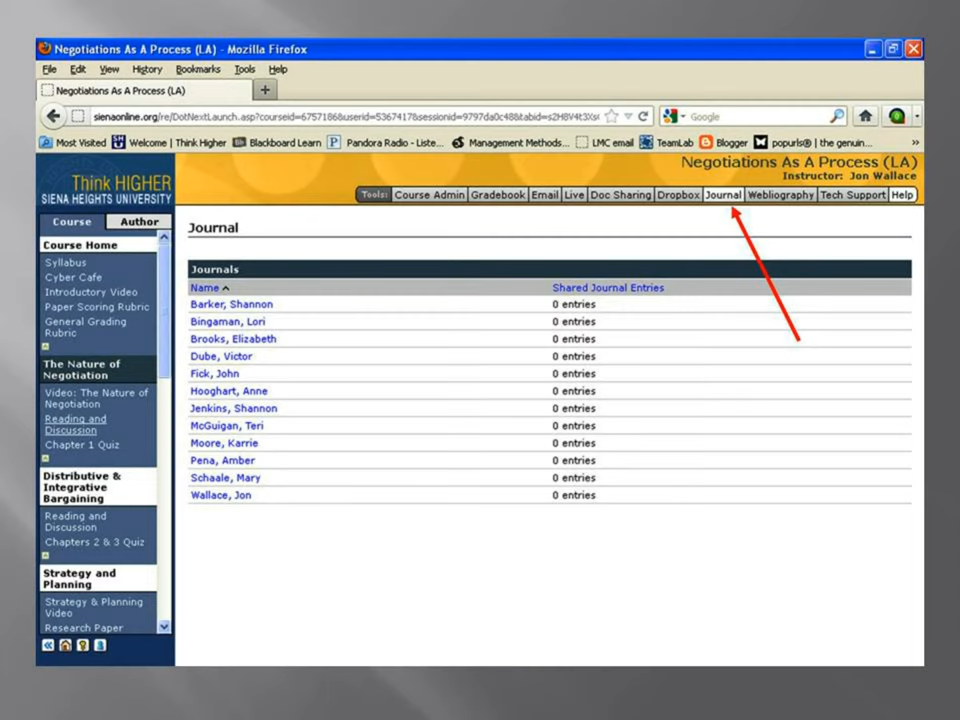 Negotiations As A Process (LA) - Mozilla Firefox
File Edit View History Bookmarks Tools Help
Negotiations As A Process (LA)
Google
Most Visited Welcome | Think Higher Blackboard Learn Pandora Radio - Liste... Management Methods... LMC email TeamLab Blogger popurls® | the genuin... »
Negotiations As A Process (LA)
Instructor: Jon Wallace
Think HIGHER
SIENA HEIGHTS UNIVERSITY
Tools: Course Admin Gradebook Email Live Doc Sharing Dropbox Journal Webliography Tech Support Help
Course Author
Course Home
Syllabus
Cyber Cafe
Introductory Video
Paper Scoring Rubric
General Grading
Rubric
The Nature of
Negotiation
Video: The Nature of
Negotiation
Reading and
Discussion
Chapter 1 Quiz
Distributive &
Integrative
Bargaining
Reading and
Discussion
Chapters 2 & 3 Quiz
Strategy and
Planning
Strategy & Planning
Video
Research Paper
Journal
Journals
Name Shared Journal Entries
Barker, Shannon 0 entries
Bingaman, Lori 0 entries
Brooks, Elizabeth 0 entries
Dube, Victor 0 entries
Fick, John 0 entries
Hooghart, Anne 0 entries
Jenkins, Shannon 0 entries
McGuigan, Teri 0 entries
Moore, Karrie 0 entries
Pena, Amber 0 entries
Schaale, Mary 0 entries
Wallace, Jon 0 entries